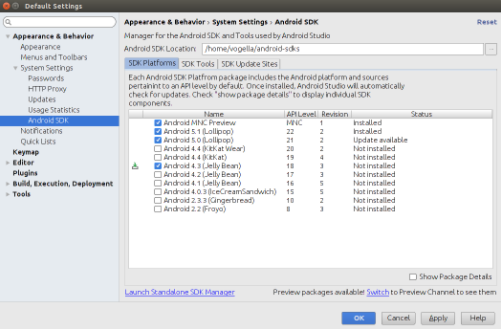 Default Settings
Appearance & Behavior › System Settings › Android SDK
Reset
Manager for the Android SDK and Tools used by Android Studio
Android SDK Location: /home/vogella/android-sdks
Appearance & Behavior
Appearance
Menus and Toolbars
System Settings
Passwords
HTTP Proxy
Updates
Usage Statistics
Android SDK
Notifications
Quick Lists
Keymap
Editor
Plugins
Build, Execution, Deployment
Tools
SDK Platforms SDK Tools SDK Update Sites
Each Android SDK Platfrom package includes the Android platform and sources
pertainint to an API level by default. Once installed, Android Studio will automatically
check for updates. Check "show package details" to display individual SDK
components.
Name API Level Revision Status
Android MNC Preview MNC 1 Installed
Android 5.1 (Lollipop) 22 2 Installed
Android 5.0 (Lollipop) 21 2 Update available
Android 4.4 (KitKat Wear) 20 2 Not installed
Android 4.4 (KitKat) 19 4 Not installed
Android 4.3 (Jelly Bean) 18 3 Not installed
Android 4.2 (Jelly Bean) 17 3 Not installed
Android 4.1 (Jelly Bean) 16 5 Not installed
Android 4.0.3 (IceCreamSandwich) 15 5 Not installed
Android 2.3.3 (Gingerbread) 10 2 Not installed
Android 2.2 (Froyo) 8 3 Not installed
Show Package Details
Launch Standalone SDK Manager
Preview packages available! Switch to Preview Channel to see them
OK Cancel Apply Help